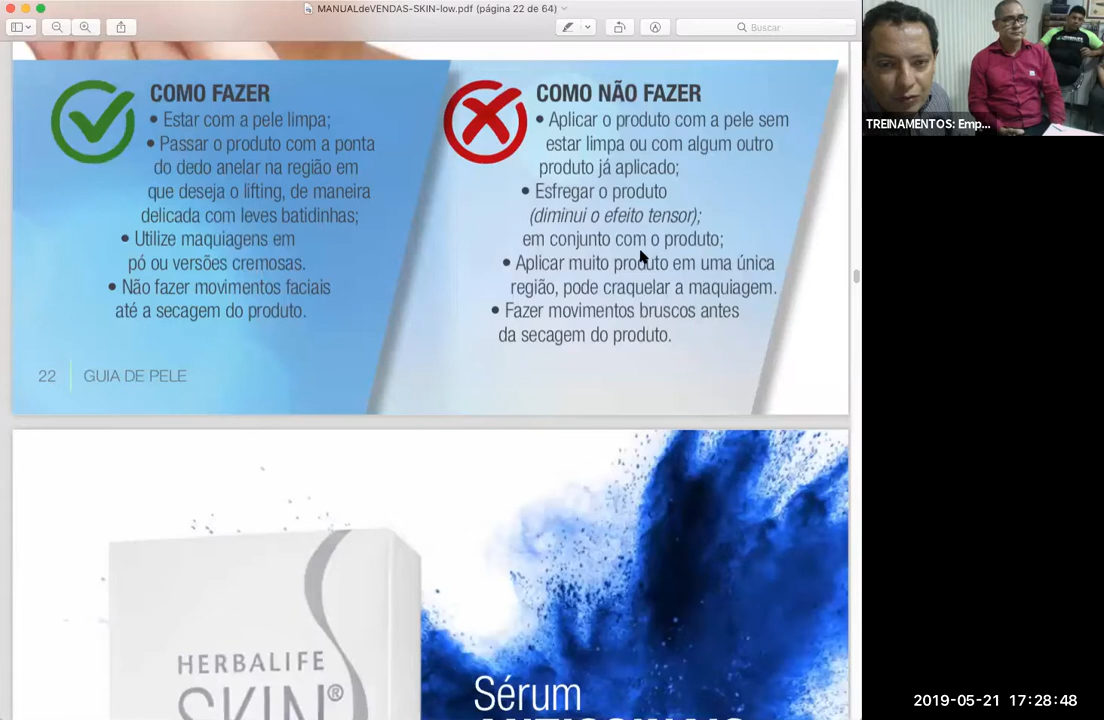 MANUALdeVENDAS-SKIN-low.pdf (página 22 de 64)
Buscar
COMO FAZER
• Estar com a pele limpa;
• Passar o produto com a ponta
do dedo anelar na região em
que deseja o lifting, de maneira
delicada com leves batidinhas;
• Utilize maquiagens em
pó ou versões cremosas.
• Não fazer movimentos faciais
até a secagem do produto.
COMO NÃO FAZER
• Aplicar o produto com a pele sem
estar limpa ou com algum outro
produto já aplicado;
• Esfregar o produto
(diminui o efeito tensor);
em conjunto com o produto;
• Aplicar muito produto em uma única
região, pode craquelar a maquiagem.
• Fazer movimentos bruscos antes
da secagem do produto.
22 GUIA DE PELE
HERBALIFE
SKIN®
Sérum
TREINAMENTOS: Emp...
2019-05-21 17:28:48